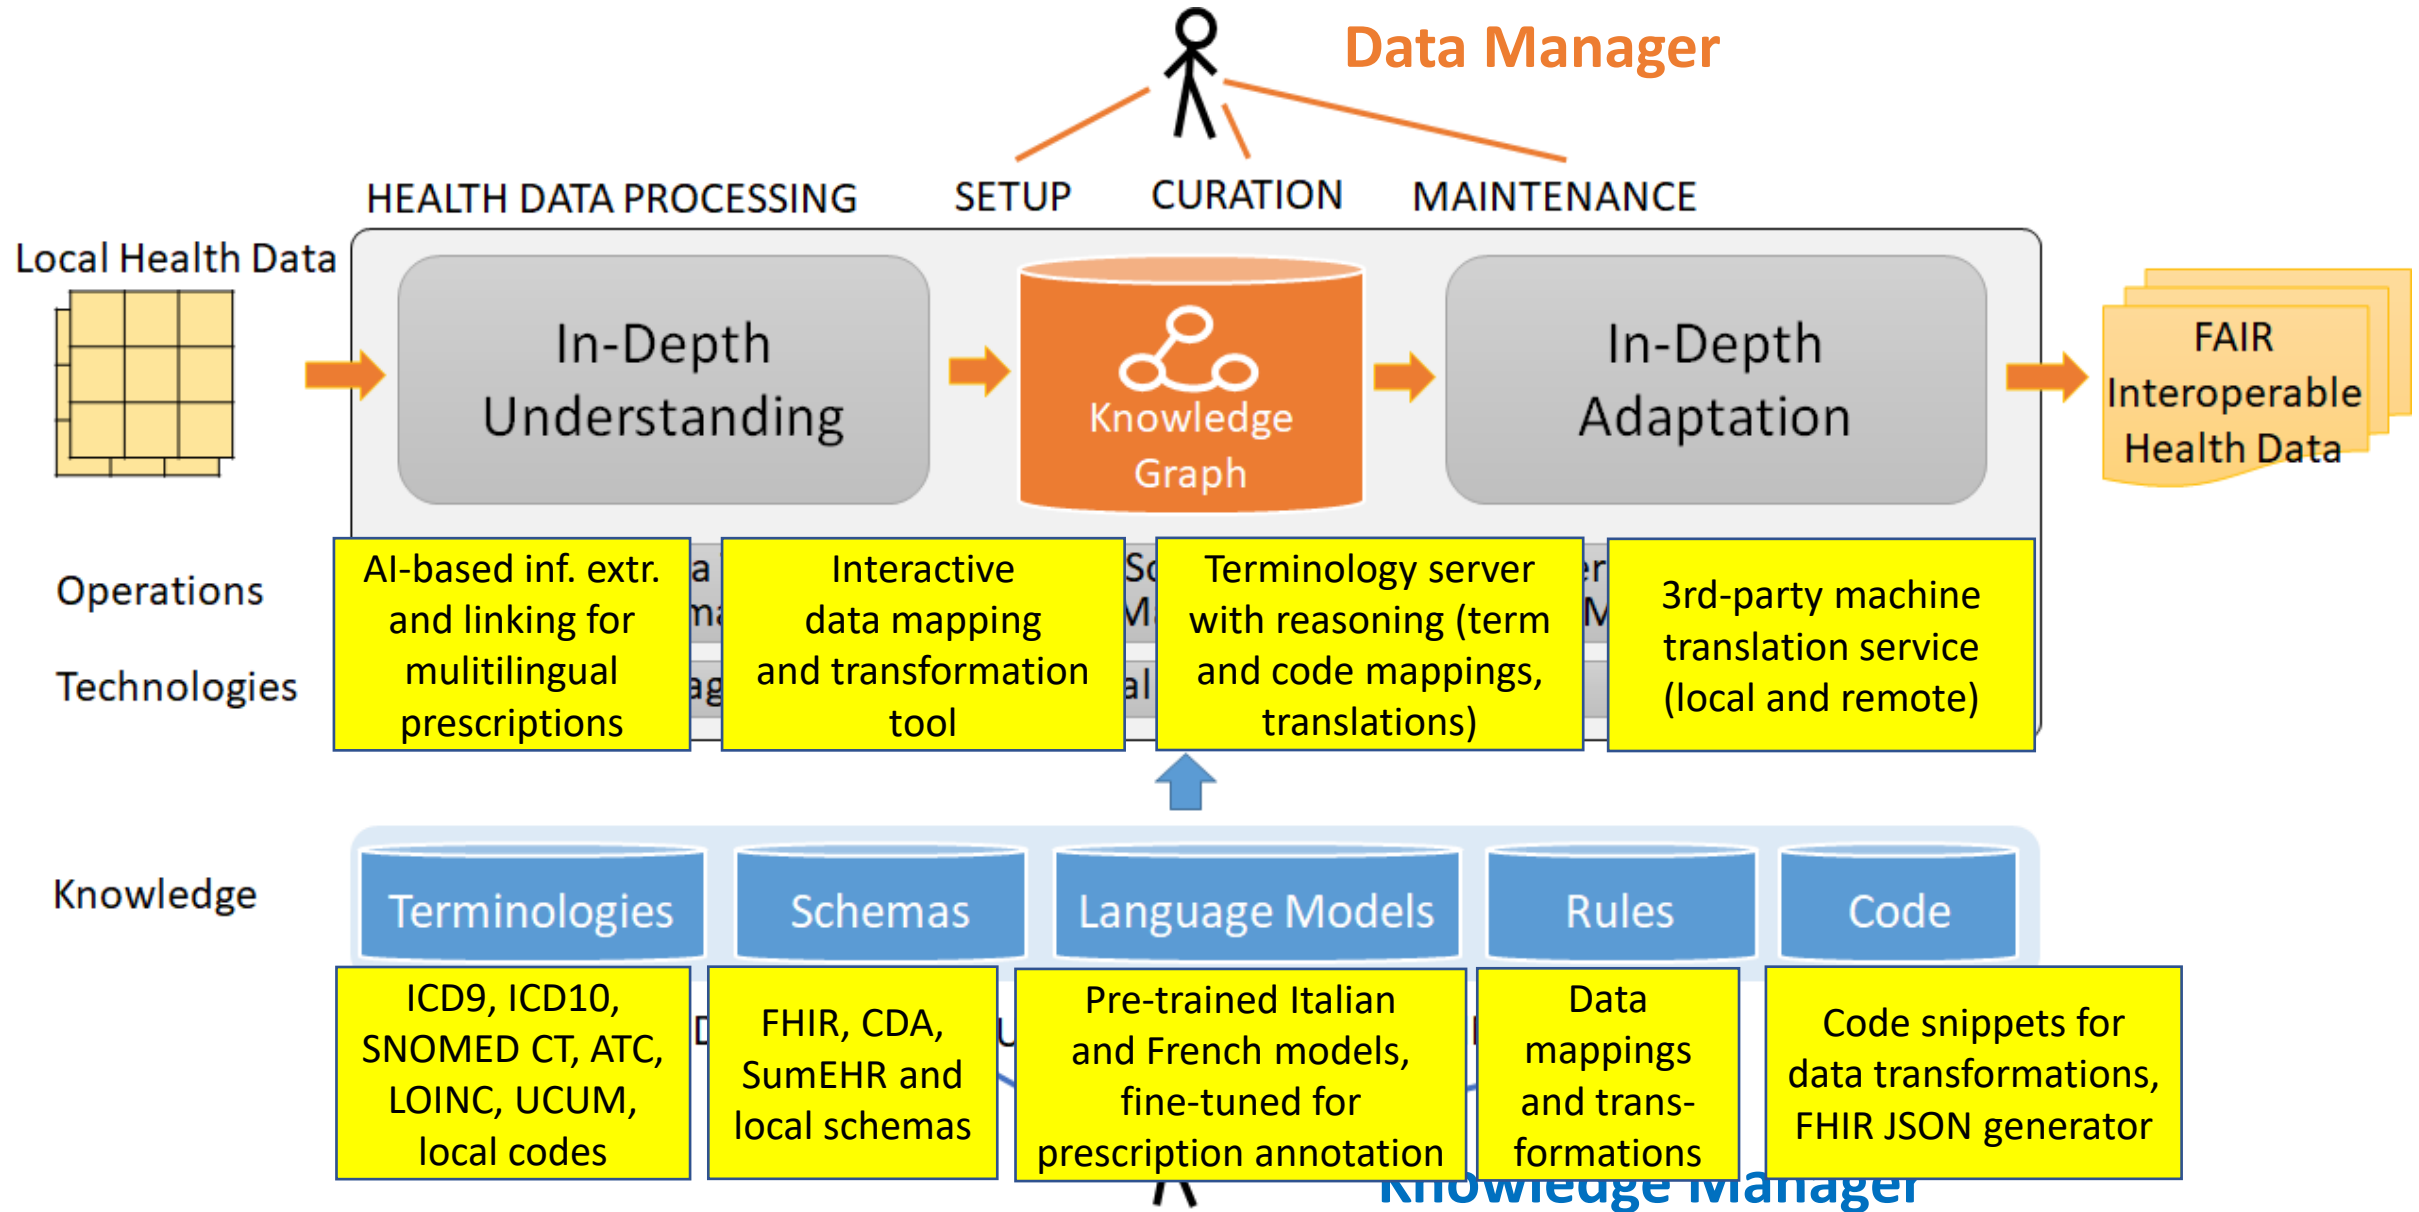 Data Manager
HEALTH DATA PROCESSING
SETUP
CURATION
MAINTENANCE
Local Health Data
In-Depth
Understanding
Knowledge
Graph
In-Depth
Adaptation
FAIR
Interoperable
Health Data
Operations
Technologies
AI-based inf. extr.
and linking for
mulitilingual
prescriptions
Interactive
data mapping
and transformation
tool
Terminology server
with reasoning (term
and code mappings,
translations)
3rd-party machine
translation service
(local and remote)
Knowledge
Terminologies
Schemas
Language Models
Rules
Code
ICD9, ICD10,
SNOMED CT, ATC,
LOINC, UCUM,
local codes
FHIR, CDA,
SumEHR and
local schemas
Pre-trained Italian
and French models,
fine-tuned for
prescription annotation
Data
mappings
and trans-
formations
Code snippets for
data transformations,
FHIR JSON generator
Knowledge Manager